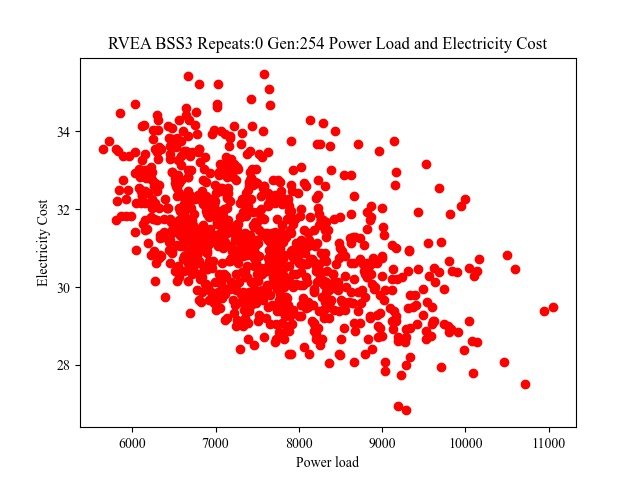 RVEA BSS3 Repeats:0 Gen:254 Power Load and Electricity Cost
Electricity Cost
34
32
30
28
6000 7000 8000 9000 10000 11000
Power load